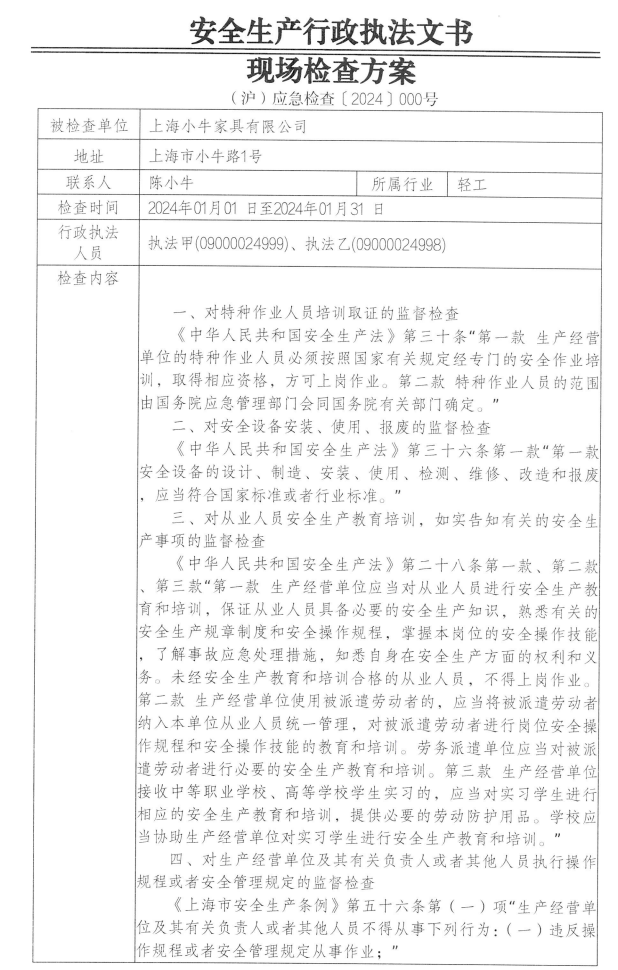 安全生产行政执法文书
现场检查方案
（沪）应急检查〔2024〕000号
被检查单位 上海小牛家具有限公司
地址 上海市小牛路1号
联系人 陈小牛 所属行业 轻工
检查时间 2024年01月01 日至2024年01月31 日
行政执法
人员
执法甲(09000024999)、执法乙(09000024998)
检查内容
一、对特种作业人员培训取证的监督检查
《中华人民共和国安全生产法》第三十条“第一款 生产经营
单位的特种作业人员必须按照国家有关规定经专门的安全作业培
训，取得相应资格，方可上岗作业。第二款 特种作业人员的范围
由国务院应急管理部门会同国务院有关部门确定。”
二、对安全设备安装、使用、报废的监督检查
《中华人民共和国安全生产法》第三十六条第一款“第一款
安全设备的设计、制造、安装、使用、检测、维修、改造和报废
，应当符合国家标准或者行业标准。”
三、对从业人员安全生产教育培训，如实告知有关的安全生
产事项的监督检查
《中华人民共和国安全生产法》第二十八条第一款、第二款
、第三款“第一款 生产经营单位应当对从业人员进行安全生产教
育和培训，保证从业人员具备必要的安全生产知识，熟悉有关的
安全生产规章制度和安全操作规程，掌握本岗位的安全操作技能
，了解事故应急处理措施，知悉自身在安全生产方面的权利和义
务。未经安全生产教育和培训合格的从业人员，不得上岗作业。
第二款 生产经营单位使用被派遣劳动者的，应当将被派遣劳动者
纳入本单位从业人员统一管理，对被派遣劳动者进行岗位安全操
作规程和安全操作技能的教育和培训。劳务派遣单位应当对被派
遣劳动者进行必要的安全生产教育和培训。第三款 生产经营单位
接收中等职业学校、高等学校学生实习的，应当对实习学生进行
相应的安全生产教育和培训，提供必要的劳动防护用品。学校应
当协助生产经营单位对实习学生进行安全生产教育和培训。”
四、对生产经营单位及其有关负责人或者其他人员执行操作
规程或者安全管理规定的监督检查
《上海市安全生产条例》第五十六条第（一）项“生产经营单
位及其有关负责人或者其他人员不得从事下列行为：（一）违反操
作规程或者安全管理规定从事作业；”